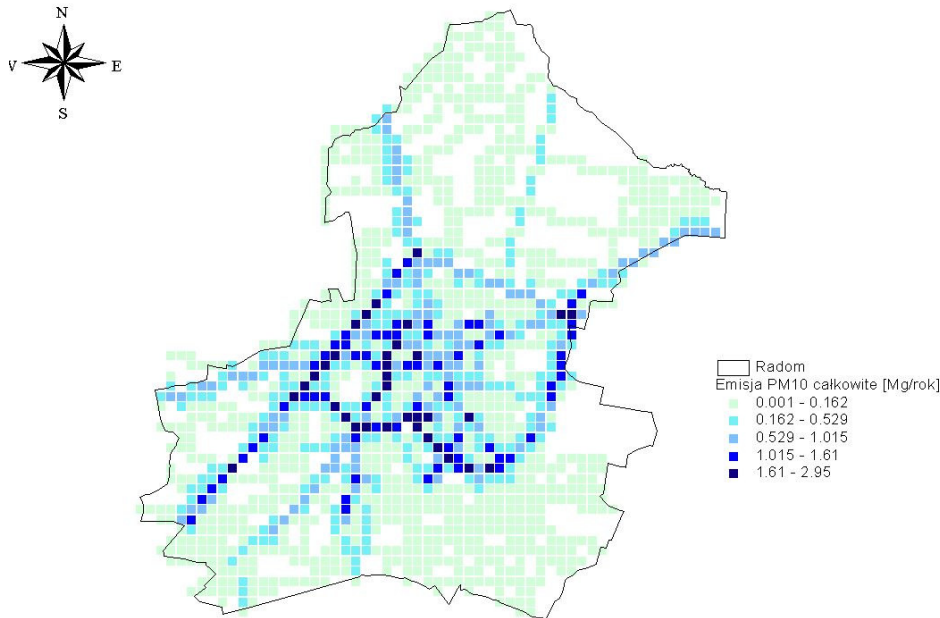 N
V E
S
Radom
Emisja PM10 całkowite [Mg/rok]
0.001 - 0.162
0.162 - 0.529
0.529 - 1.015
1.015 - 1.61
1.61 - 2.95